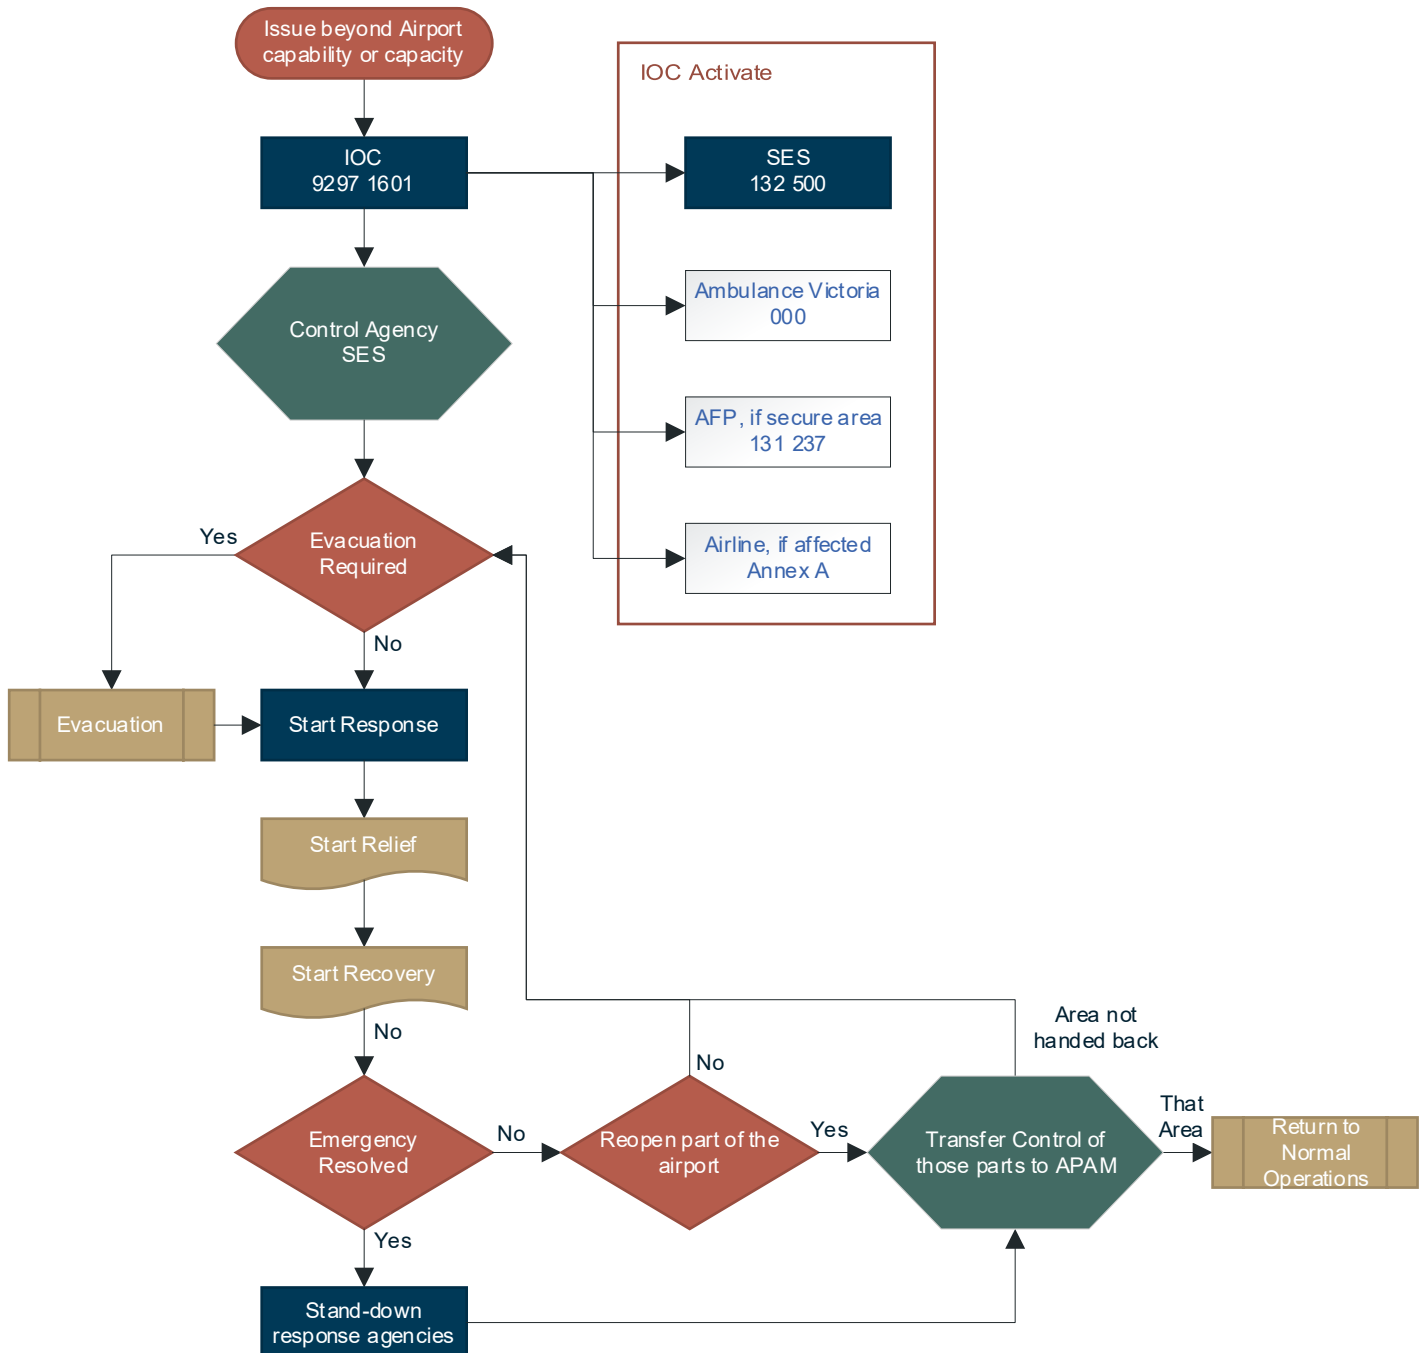 Issue beyond Airport
capability or capacity
IOC Activate
IOC
9297 1601
SES
132 500
Ambulance Victoria
000
Control Agency
SES
AFP, if secure area
131 237
Airline, if affected
Annex A
Yes
Evacuation
Required
No
Evacuation
Start Response
Start Relief
Start Recovery
No
Area not
handed back
No
Emergency
Resolved
No
Reopen part of the
airport
Yes
Transfer Control of
those parts to APAM
That
Area
Return to
Normal
Operations
Yes
Stand-down
response agencies